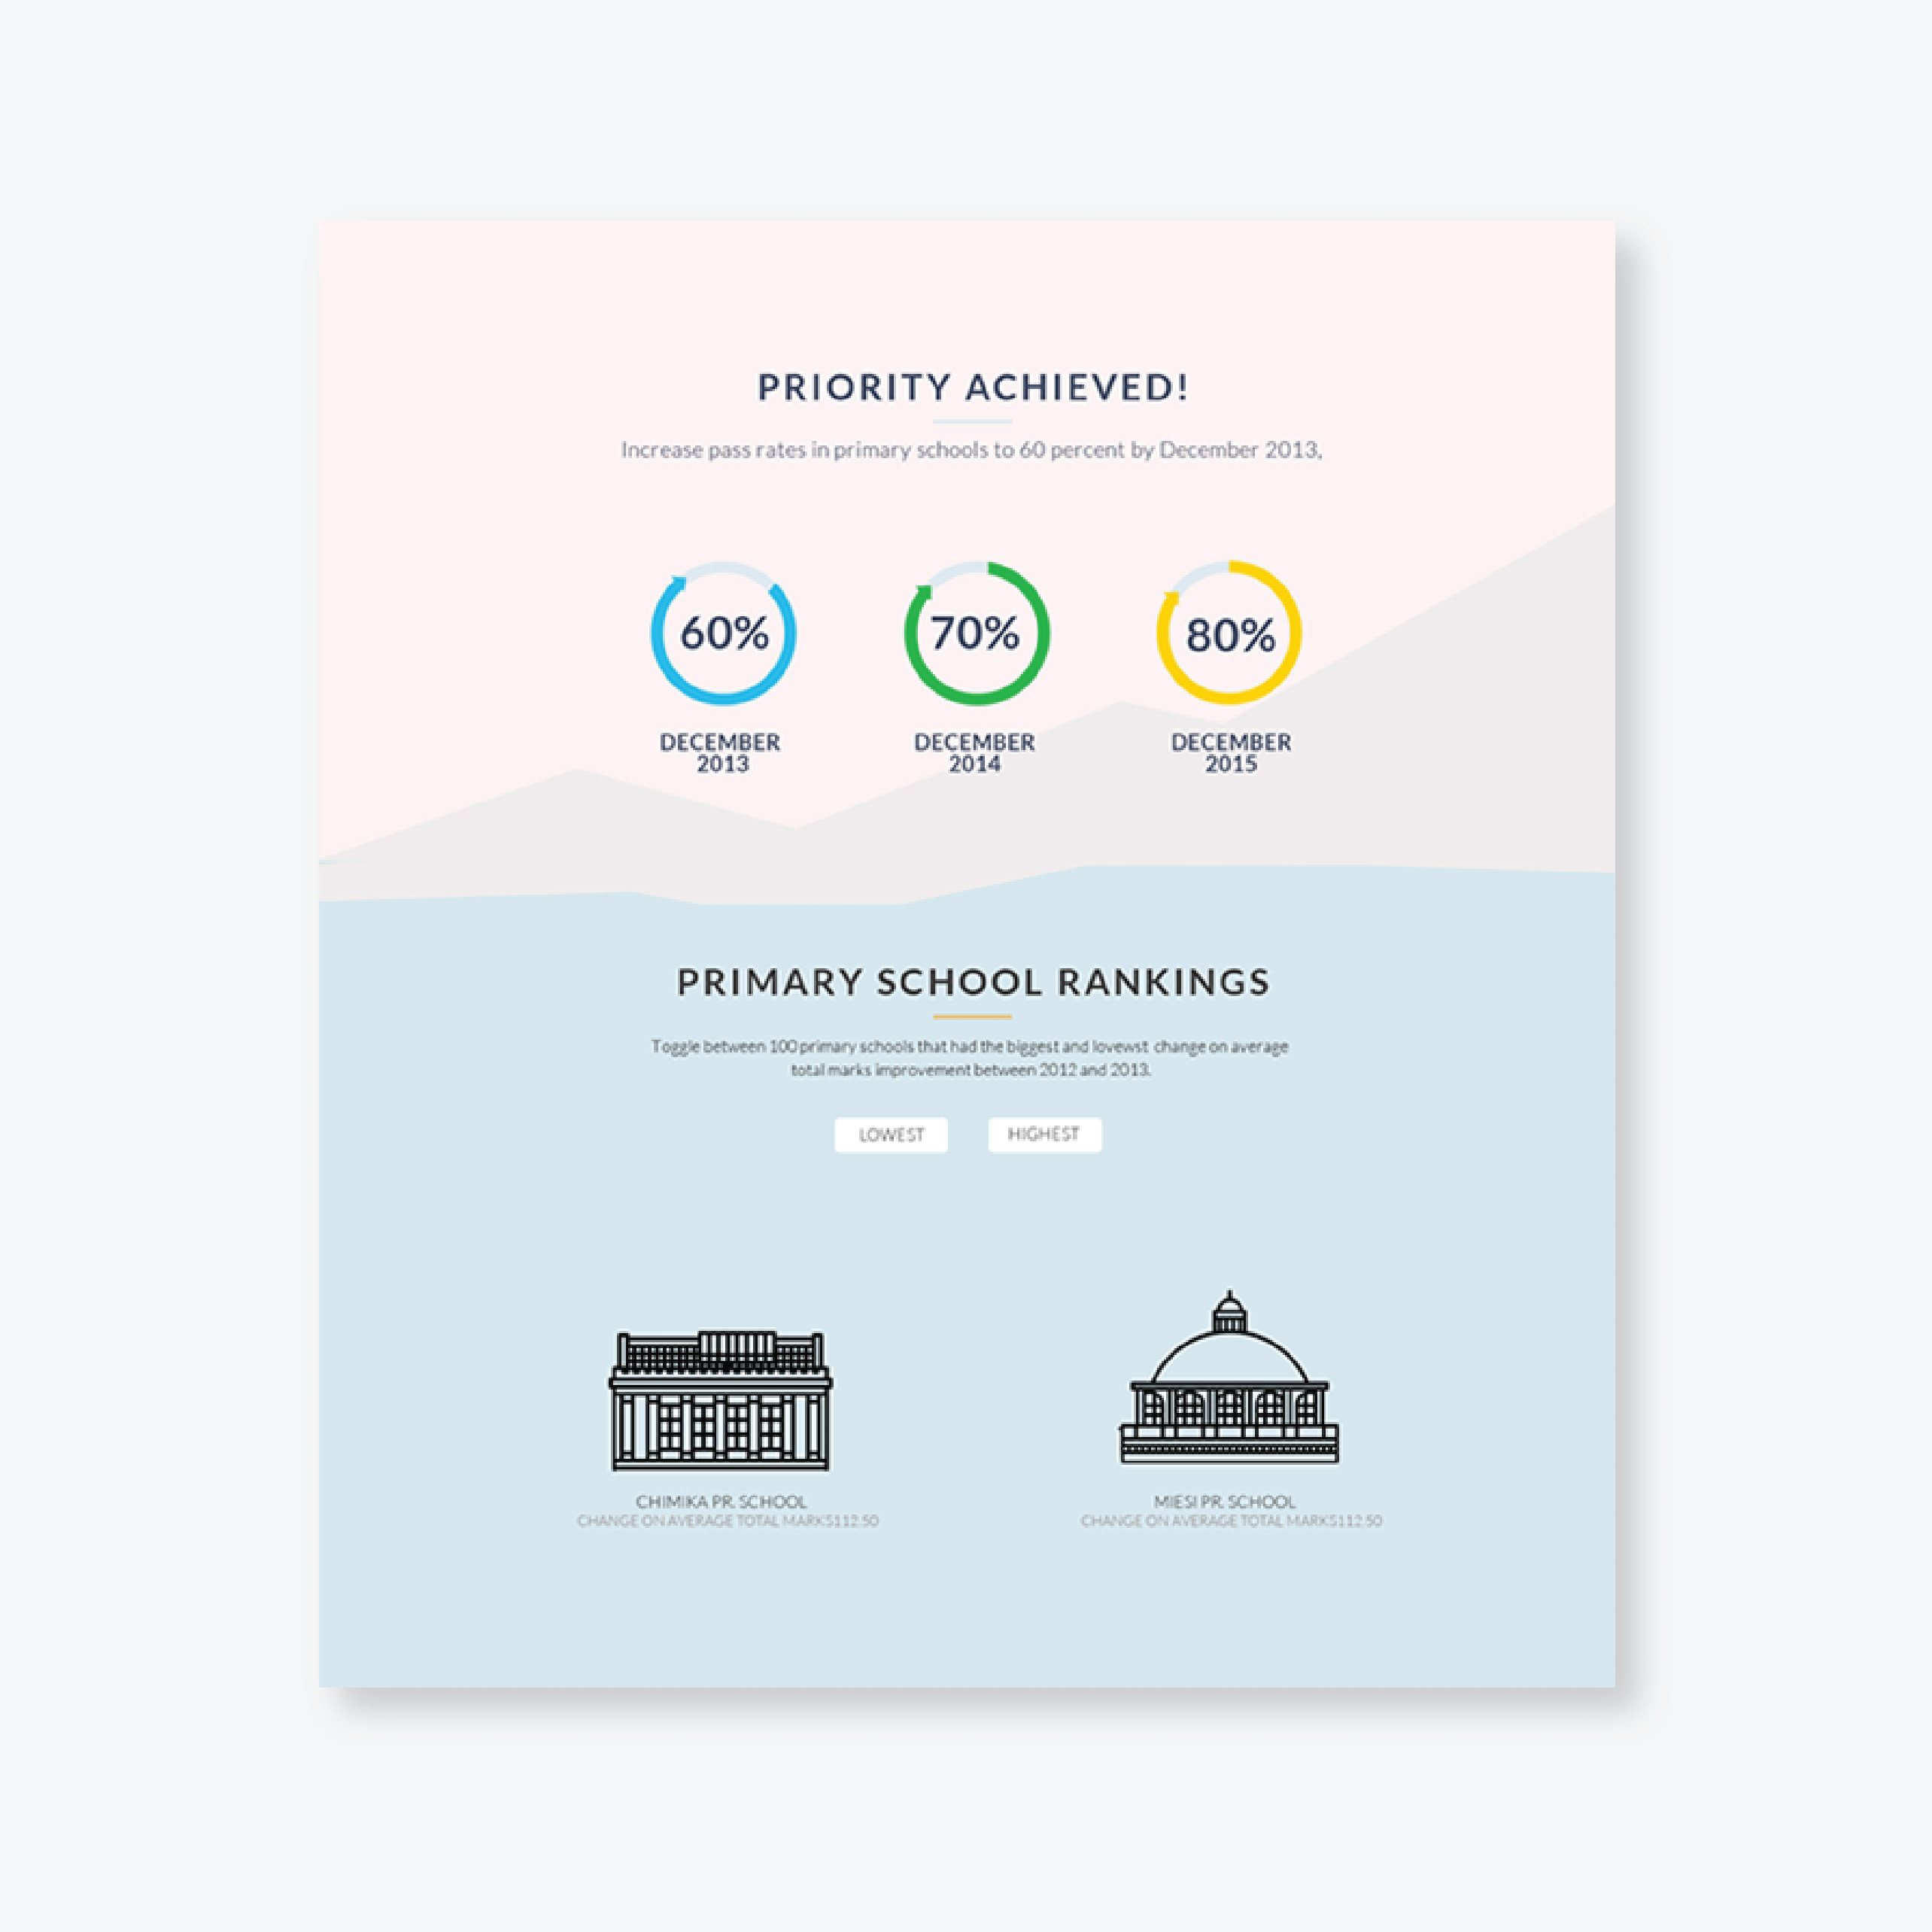 PRIORITY ACHIEVED!
Increase pass rates in primary schools to 60 percent by December 2013,
60%
70%
80%
DECEMBER
2013
DECEMBER
2014
DECEMBER
2015
PRIMARY SCHOOL RANKINGS
Toggle between 100 primary schools that had the biggest and lovewst change on average
total marks improvement between 2012 and 2013.
LOWEST
HIGHEST
CHIMIKA PR. SCHOOL
CHANGE ON AVERAGE TOTAL MARKS112.50
MIESI PR. SCHOOL
CHANGE ON AVERAGE TOTAL MARKS112.50